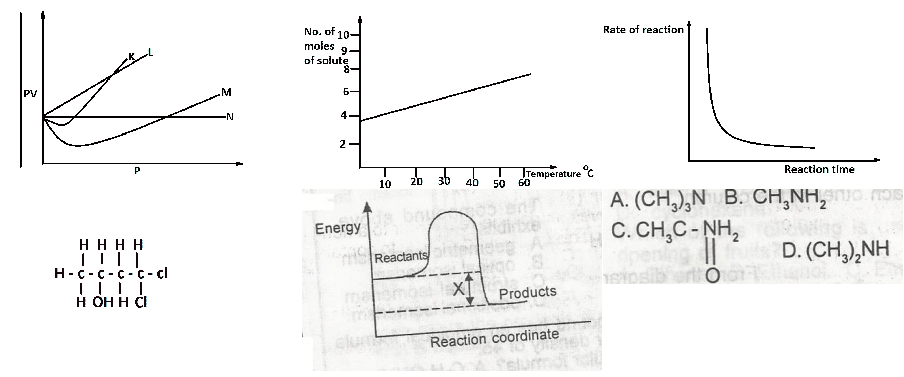 PV
K
L
M
N
P
No. of
moles
of solute
10
9
8
6
4
2
10 20 30 40 50 60
Temperature °C
Rate of reaction
Reaction time
H H H H
H-C-C-C-C-cl
H OH H Cl
Energy
Reactants
X
Products
Reaction coordinate
A. (CH₃)₃N B. CH₃NH₂
C. CH₃C-NH₂
O
D. (CH₃)₂NH